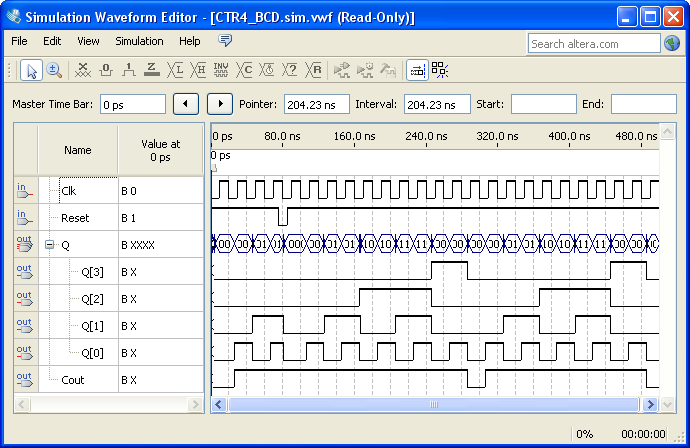 Simulation Waveform Editor - [CTR4_BCD.sim.vwf (Read-Only)]
File Edit View Simulation Help Search altera.com
Master Time Bar: 0 ps Pointer: 204.23 ns Interval: 204.23 ns Start: End:
Name Value at 0 ps 0 ps 80.0 ns 160.0 ns 240.0 ns 320.0 ns 400.0 ns 480.0 ns
0 ps
in Clk B 0
in Reset B 1
out Q B XXXX
out Q[3] B X
out Q[2] B X
out Q[1] B X
out Q[0] B X
out Cout B X
0% 00:00:00